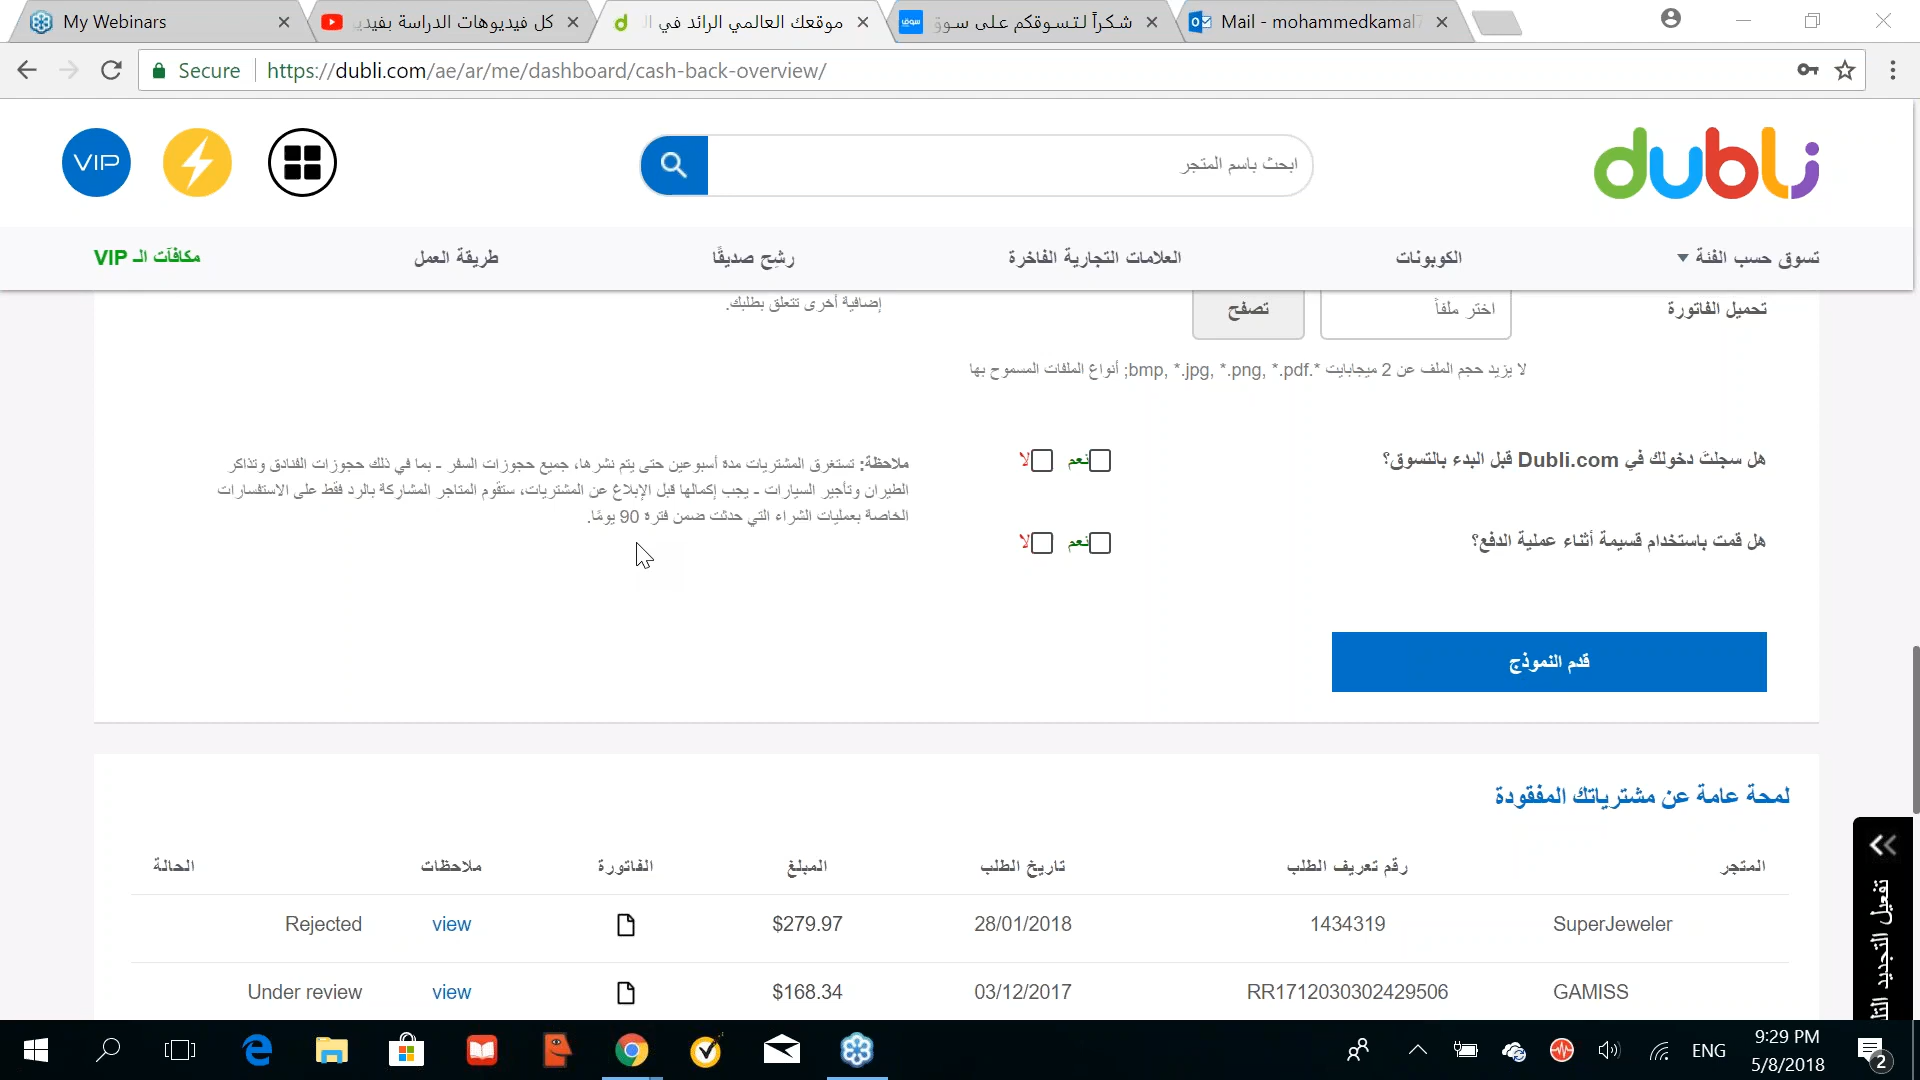 My Webinars
كل فيديوهات الدراسة بفيديو
موقعك العالمي الرائد في
شكراً لتسوقكم على سوق
سوق
Mail - mohammedkamal
Secure
https://dubli.com/ae/ar/me/dashboard/cash-back-overview/
VIP
ابحث باسم المتجر
dubli
تسوق حسب الفئة
الكوبونات
العلامات التجارية الفاخرة
رشِح صديقًا
طريقة العمل
مكافآت الـ VIP
تحميل الفاتورة
اختر ملفاً
تصفح
إضافية أخرى تتعلق بطلبك.
لا يزيد حجم الملف عن 2 ميجابايت *.bmp, *.jpg, *.png, *.pdf; أنواع الملفات المسموح بها
هل سجلتَ دخولك في Dubli.com قبل البدء بالتسوق؟
نعم
لا
ملاحظة: تستغرق المشتريات مدة أسبوعين حتى يتم نشرها، جميع حجوزات السفر - بما في ذلك حجوزات الفنادق وتذاكر
الطيران وتأجير السيارات - يجب إكمالها قبل الإبلاغ عن المشتريات، ستقوم المتاجر المشاركة بالرد فقط على الاستفسارات
الخاصة بعمليات الشراء التي حدثت ضمن فترة 90 يومًا.
هل قمت باستخدام قسيمة أثناء عملية الدفع؟
نعم
لا
قدم النموذج
لمحة عامة عن مشترياتك المفقودة
المتجر
رقم تعريف الطلب
تاريخ الطلب
المبلغ
الفاتورة
ملاحظات
الحالة
SuperJeweler
1434319
28/01/2018
$279.97
view
Rejected
GAMISS
RR1712030302429506
03/12/2017
$168.34
view
Under review
تفعيل التجديد
ENG
9:29 PM
5/8/2018
2